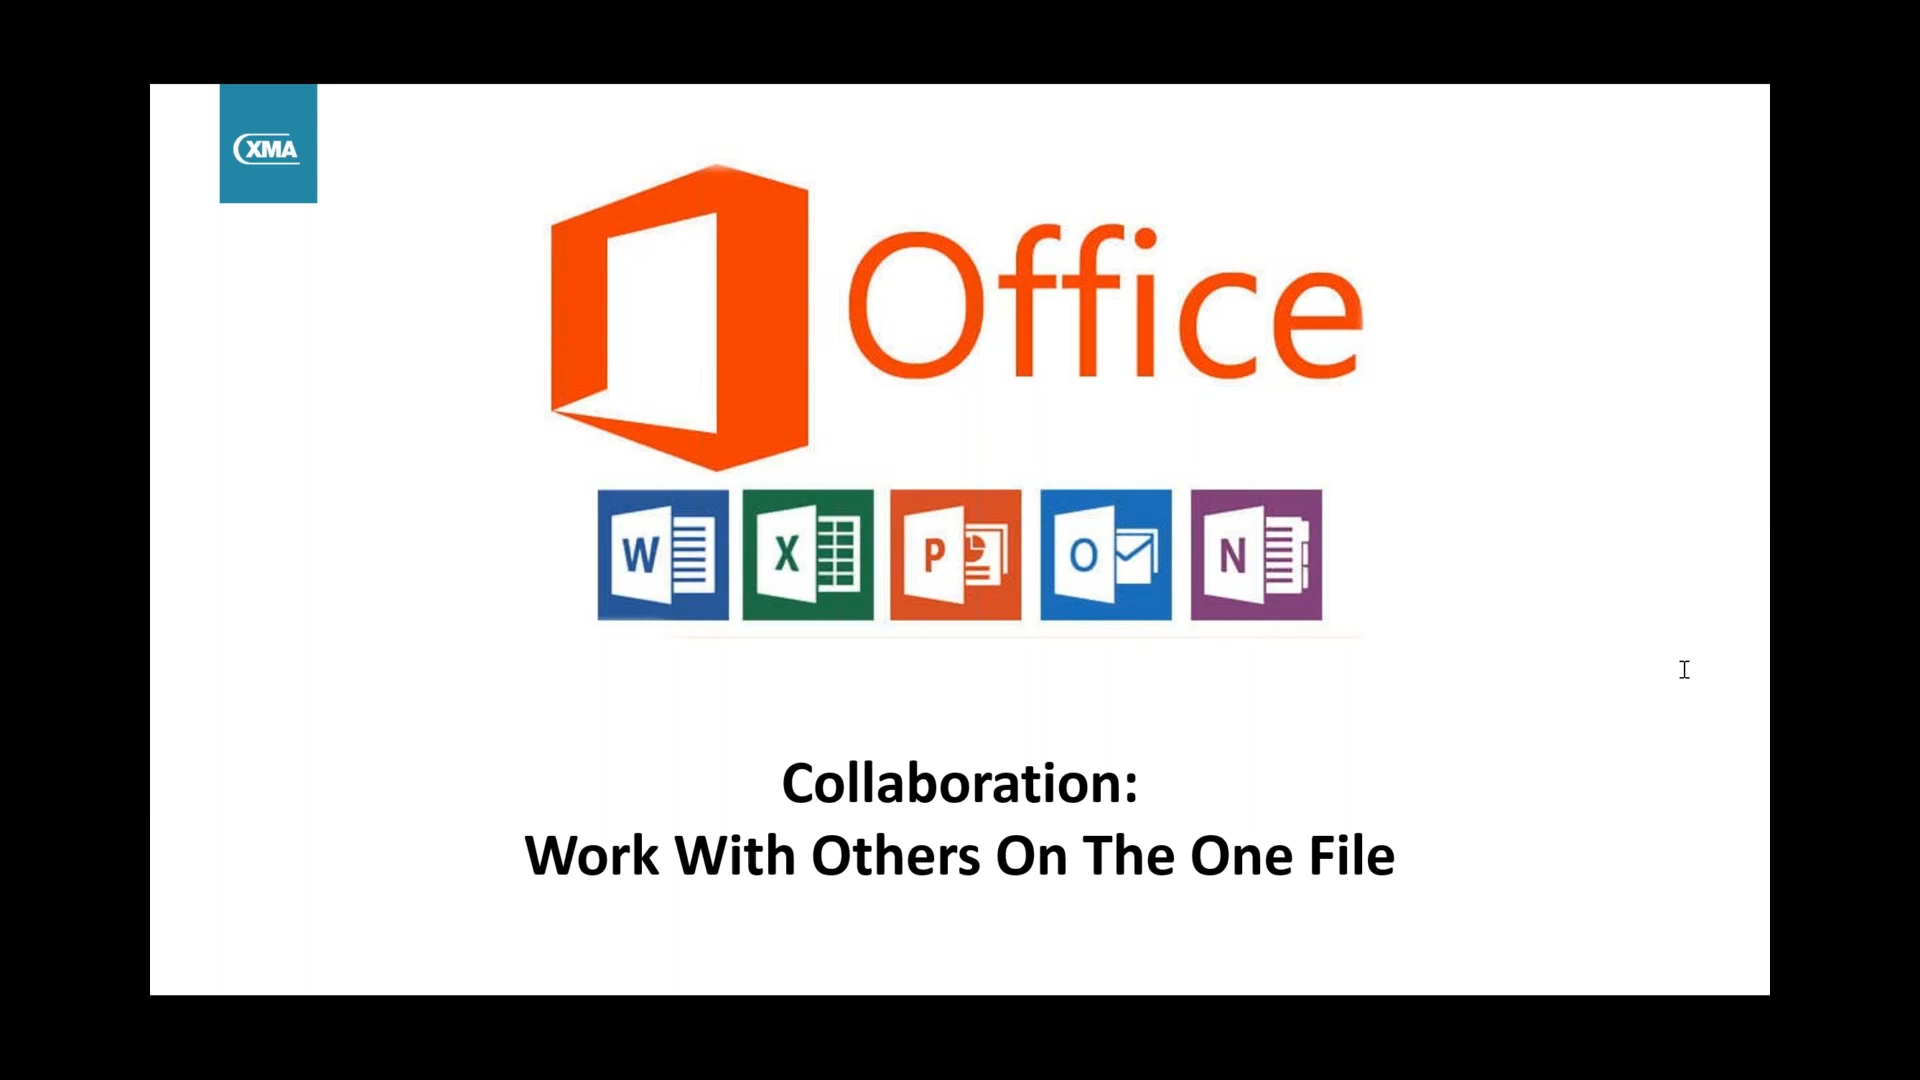 XMA
Office
W X P O N
Collaboration:
Work With Others On The One File